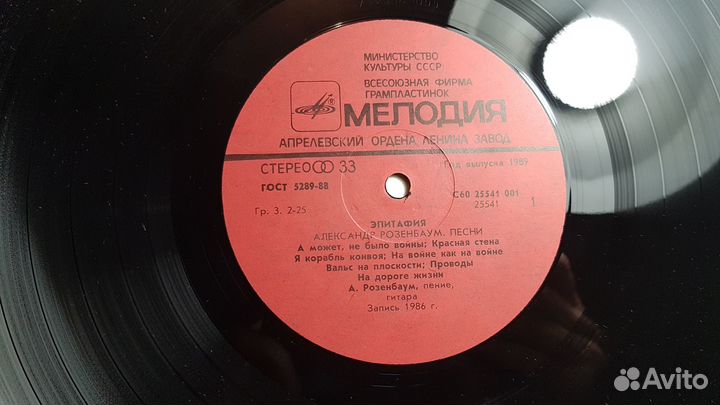 МИНИСТЕРСТВО
КУЛЬТУРЫ СССР
ВСЕСОЮЗНАЯ ФИРМА
ГРАМПЛАСТИНОК
МЕЛОДИЯ
АПРЕЛЕВСКИЙ ОРДЕНА ЛЕНИНА ЗАВОД
СТЕРЕО 33
Год выпуска 1989
ГОСТ 5289-88
С60 25541 001
Гр. 3. 2-25
25541
1
ЭПИТАФИЯ
АЛЕКСАНДР РОЗЕНБАУМ. ПЕСНИ
А может, не было войны; Красная стена
Я корабль конвоя; На войне как на войне
Вальс на плоскости; Проводы
На дороге жизни
А. Розенбаум, пение,
гитара
Запись 1986 г.
Avito